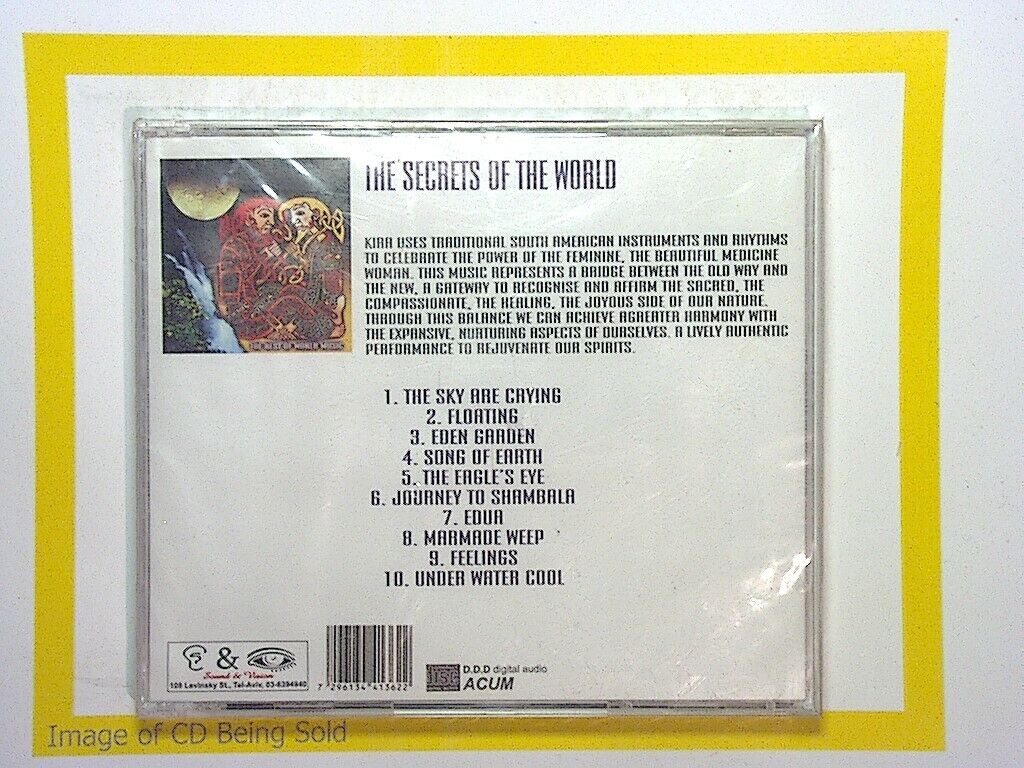 THE SECRETS OF THE WORLD
KIRA USES TRADITIONAL SOUTH AMERICAN INSTRUMENTS AND RHYTHMS
TO CELEBRATE THE POWER OF THE FEMININE, THE BEAUTIFUL MEDICINE
WOMAN. THIS MUSIC REPRESENTS A BRIDGE BETWEEN THE OLD WAY AND
THE NEW, A GATEWAY TO RECOGNISE AND AFFIRM THE SACRED, THE
COMPASSIONATE, THE HEALING, THE JOYOUS SIDE OF OUR NATURE.
THROUGH THIS BALANCE WE CAN ACHIEVE AGREATER HARMONY WITH
THE EXPANSIVE, NURTURING ASPECTS OF OURSELVES. A LIVELY AUTHENTIC
PERFORMANCE TO REJUVENATE OUR SPIRITS.
THE BEST OF WORLD MUSIC
1. THE SKY ARE CRYING
2. FLOATING
3. EDEN GARDEN
4. SONG OF EARTH
5. THE EAGLE'S EYE
6. JOURNEY TO SHAMBALA
7. EDUA
8. MARMADE WEEP
9. FEELINGS
10. UNDER WATER COOL
&
Sound & Vision
108 Levinsky St., Tel-Aviv, 03-6394940
7 296134 413622
DISC
D.D.D digital audio
ACUM
Image of CD Being Sold